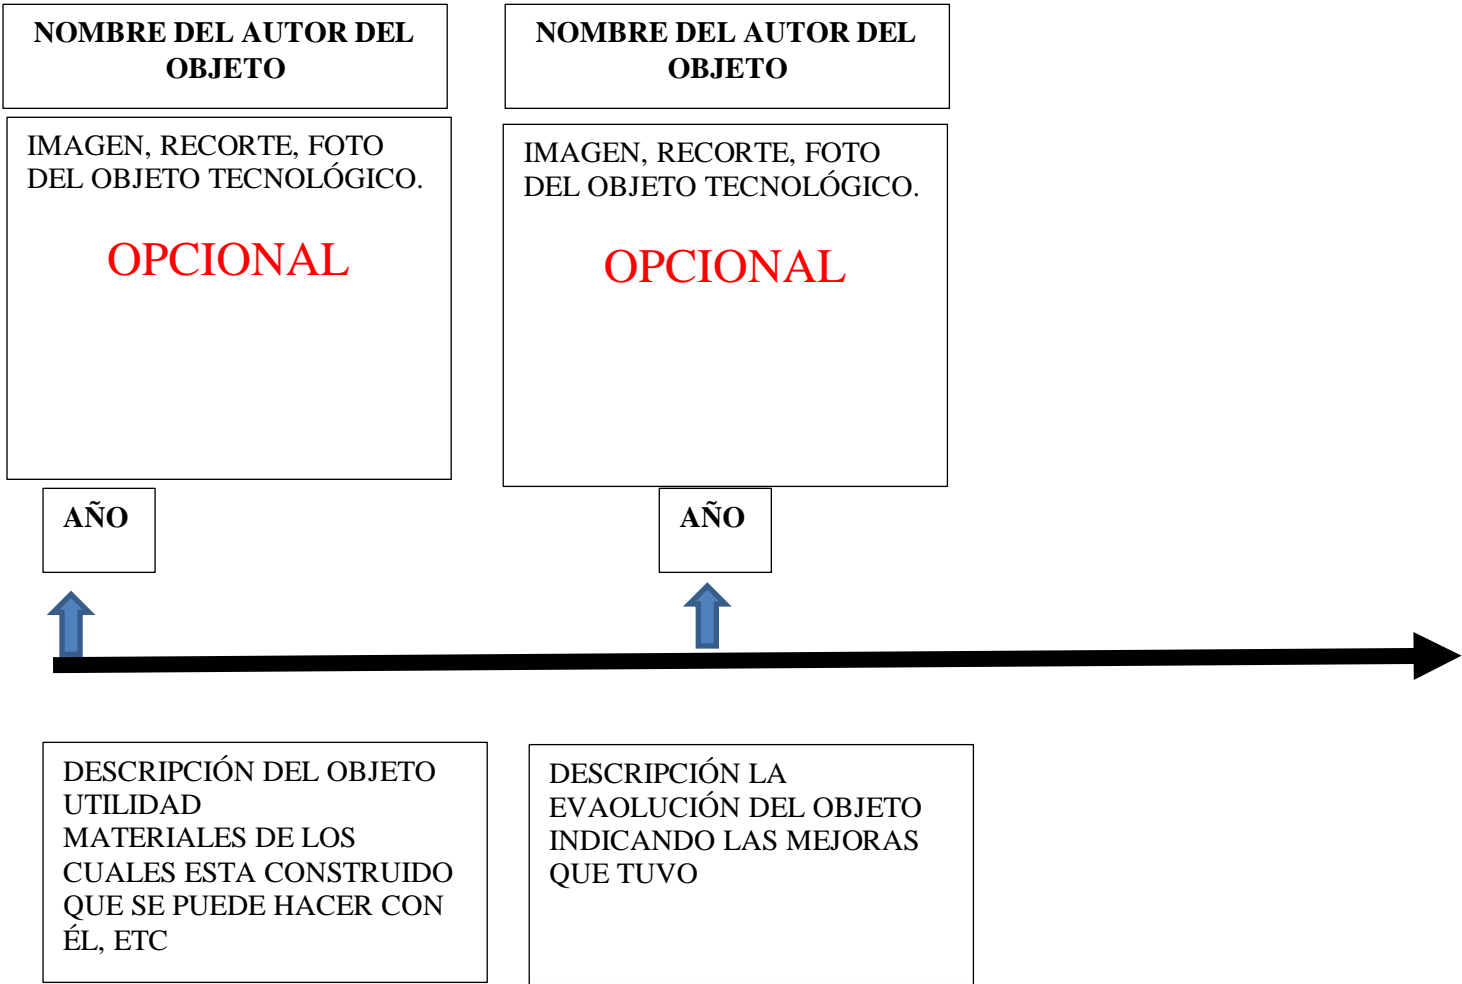 NOMBRE DEL AUTOR DEL
OBJETO
NOMBRE DEL AUTOR DEL
OBJETO
IMAGEN, RECORTE, FOTO
DEL OBJETO TECNOLÓGICO.
OPCIONAL
IMAGEN, RECORTE, FOTO
DEL OBJETO TECNOLÓGICO.
OPCIONAL
AÑO
AÑO
DESCRIPCIÓN DEL OBJETO
UTILIDAD
MATERIALES DE LOS
CUALES ESTA CONSTRUIDO
QUE SE PUEDE HACER CON
ÉL, ETC
DESCRIPCIÓN LA
EVAOLUCIÓN DEL OBJETO
INDICANDO LAS MEJORAS
QUE TUVO